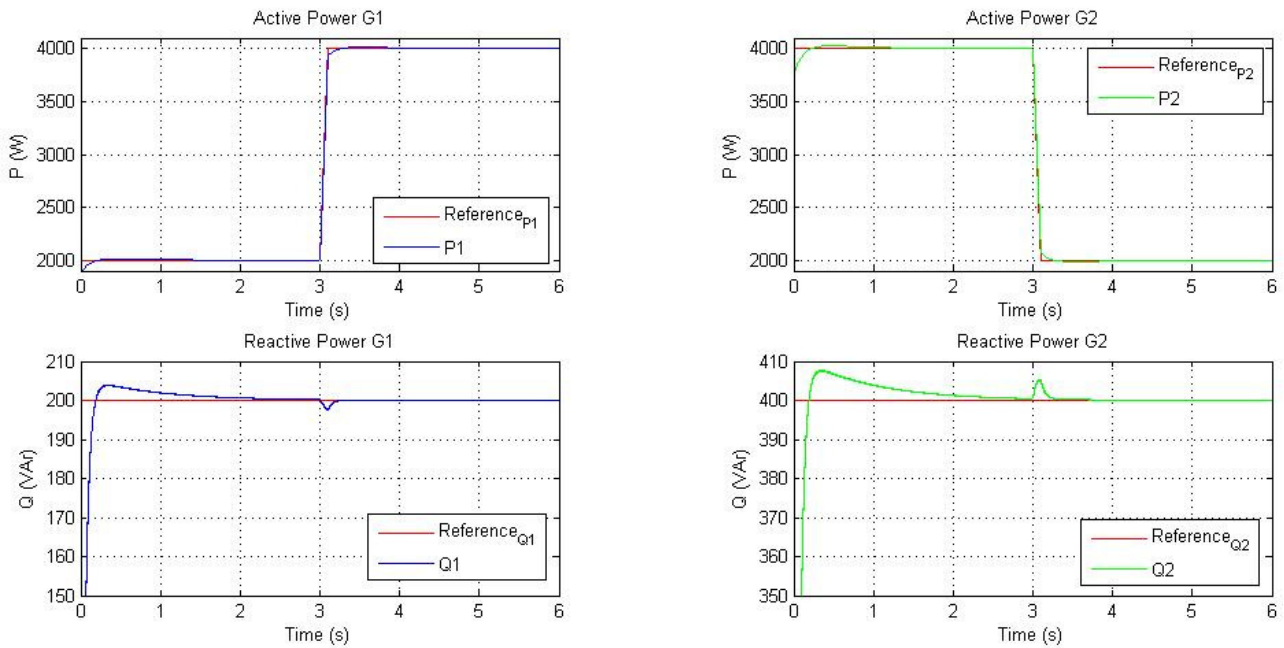 Active Power G1
4000
3500
3000
2500
2000
P (W)
0 1 2 3 4 5 6
Time (s)
Reference_P1
P1
Active Power G2
4000
3500
3000
2500
2000
P (W)
0 1 2 3 4 5 6
Time (s)
Reference_P2
P2
Reactive Power G1
210
200
190
180
170
160
150
Q (VAr)
0 1 2 3 4 5 6
Time (s)
Reference_Q1
Q1
Reactive Power G2
410
400
390
380
370
360
350
Q (VAr)
0 1 2 3 4 5 6
Time (s)
Reference_Q2
Q2